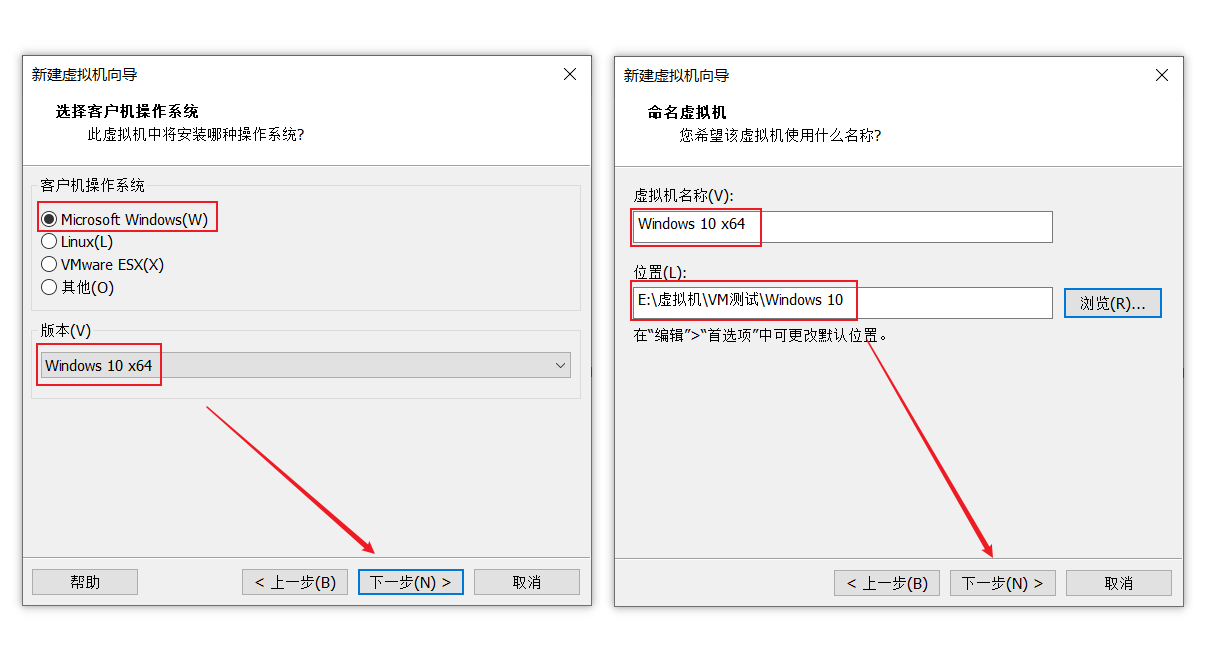 新建虚拟机向导
选择客户机操作系统
此虚拟机中将安装哪种操作系统?
客户机操作系统
Microsoft Windows(W)
Linux(L)
VMware ESX(X)
其他(O)
版本(V)
Windows 10 x64
帮助
< 上一步(B)
下一步(N) >
取消
新建虚拟机向导
命名虚拟机
您希望该虚拟机使用什么名称?
虚拟机名称(V):
Windows 10 x64
位置(L):
E:\虚拟机\VM测试\Windows 10
浏览(R)...
在“编辑”>“首选项”中可更改默认位置。
< 上一步(B)
下一步(N) >
取消